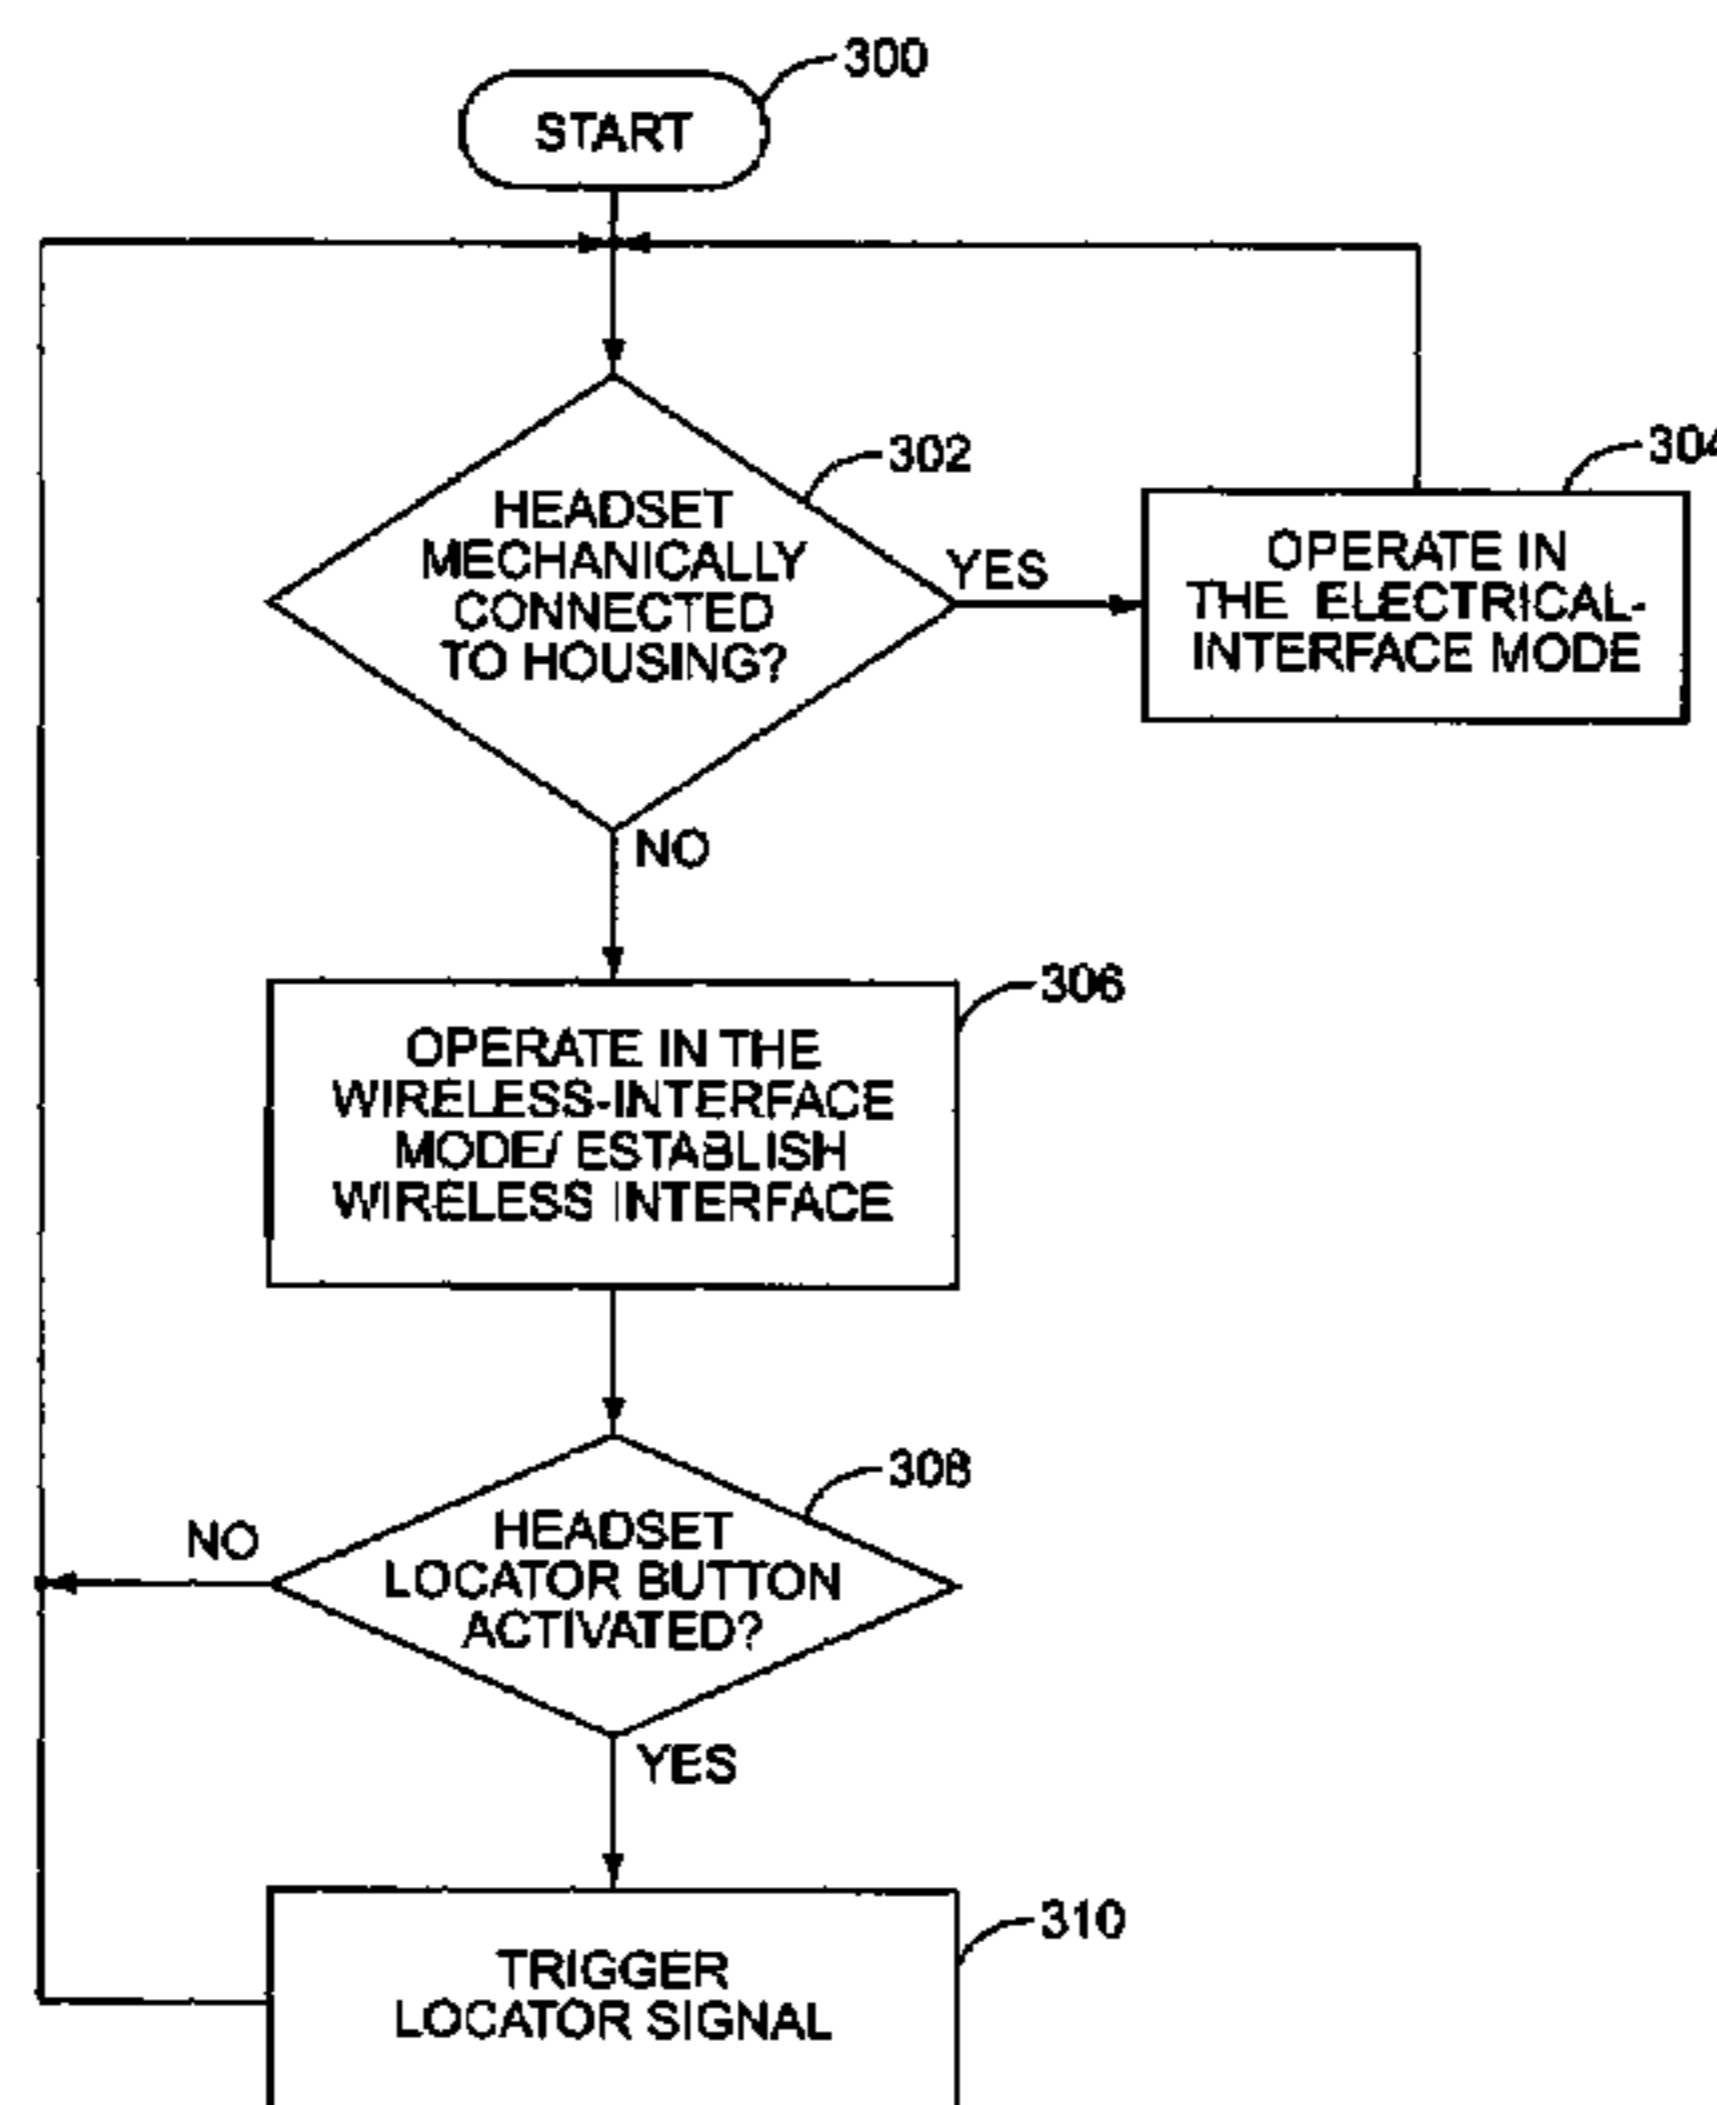 300
START
302
HEADSET
MECHANICALLY
CONNECTED
TO HOUSING?
YES
304
OPERATE IN
THE ELECTRICAL-
INTERFACE MODE
NO
306
OPERATE IN THE
WIRELESS-INTERFACE
MODE/ ESTABLISH
WIRELESS INTERFACE
308
HEADSET
LOCATOR BUTTON
ACTIVATED?
NO
YES
310
TRIGGER
LOCATOR SIGNAL